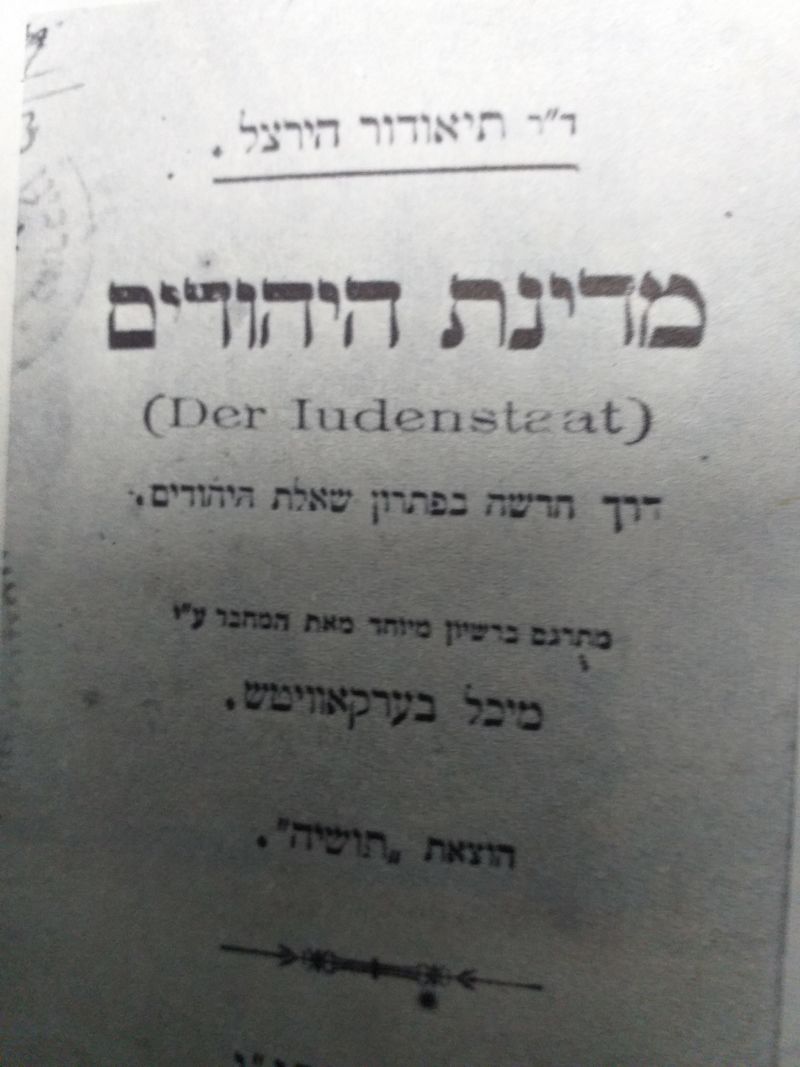 ד״ר תיאודור הירצל.
מדינת היהודים
(Der Iudenstaat)
דרך חדשה בפתרון שאלת היהודים.
מתרגם ברשיון מיוחד מאת המחבר ע״י
מיכל בערקאוויטש.
הוצאת „תושיה״.